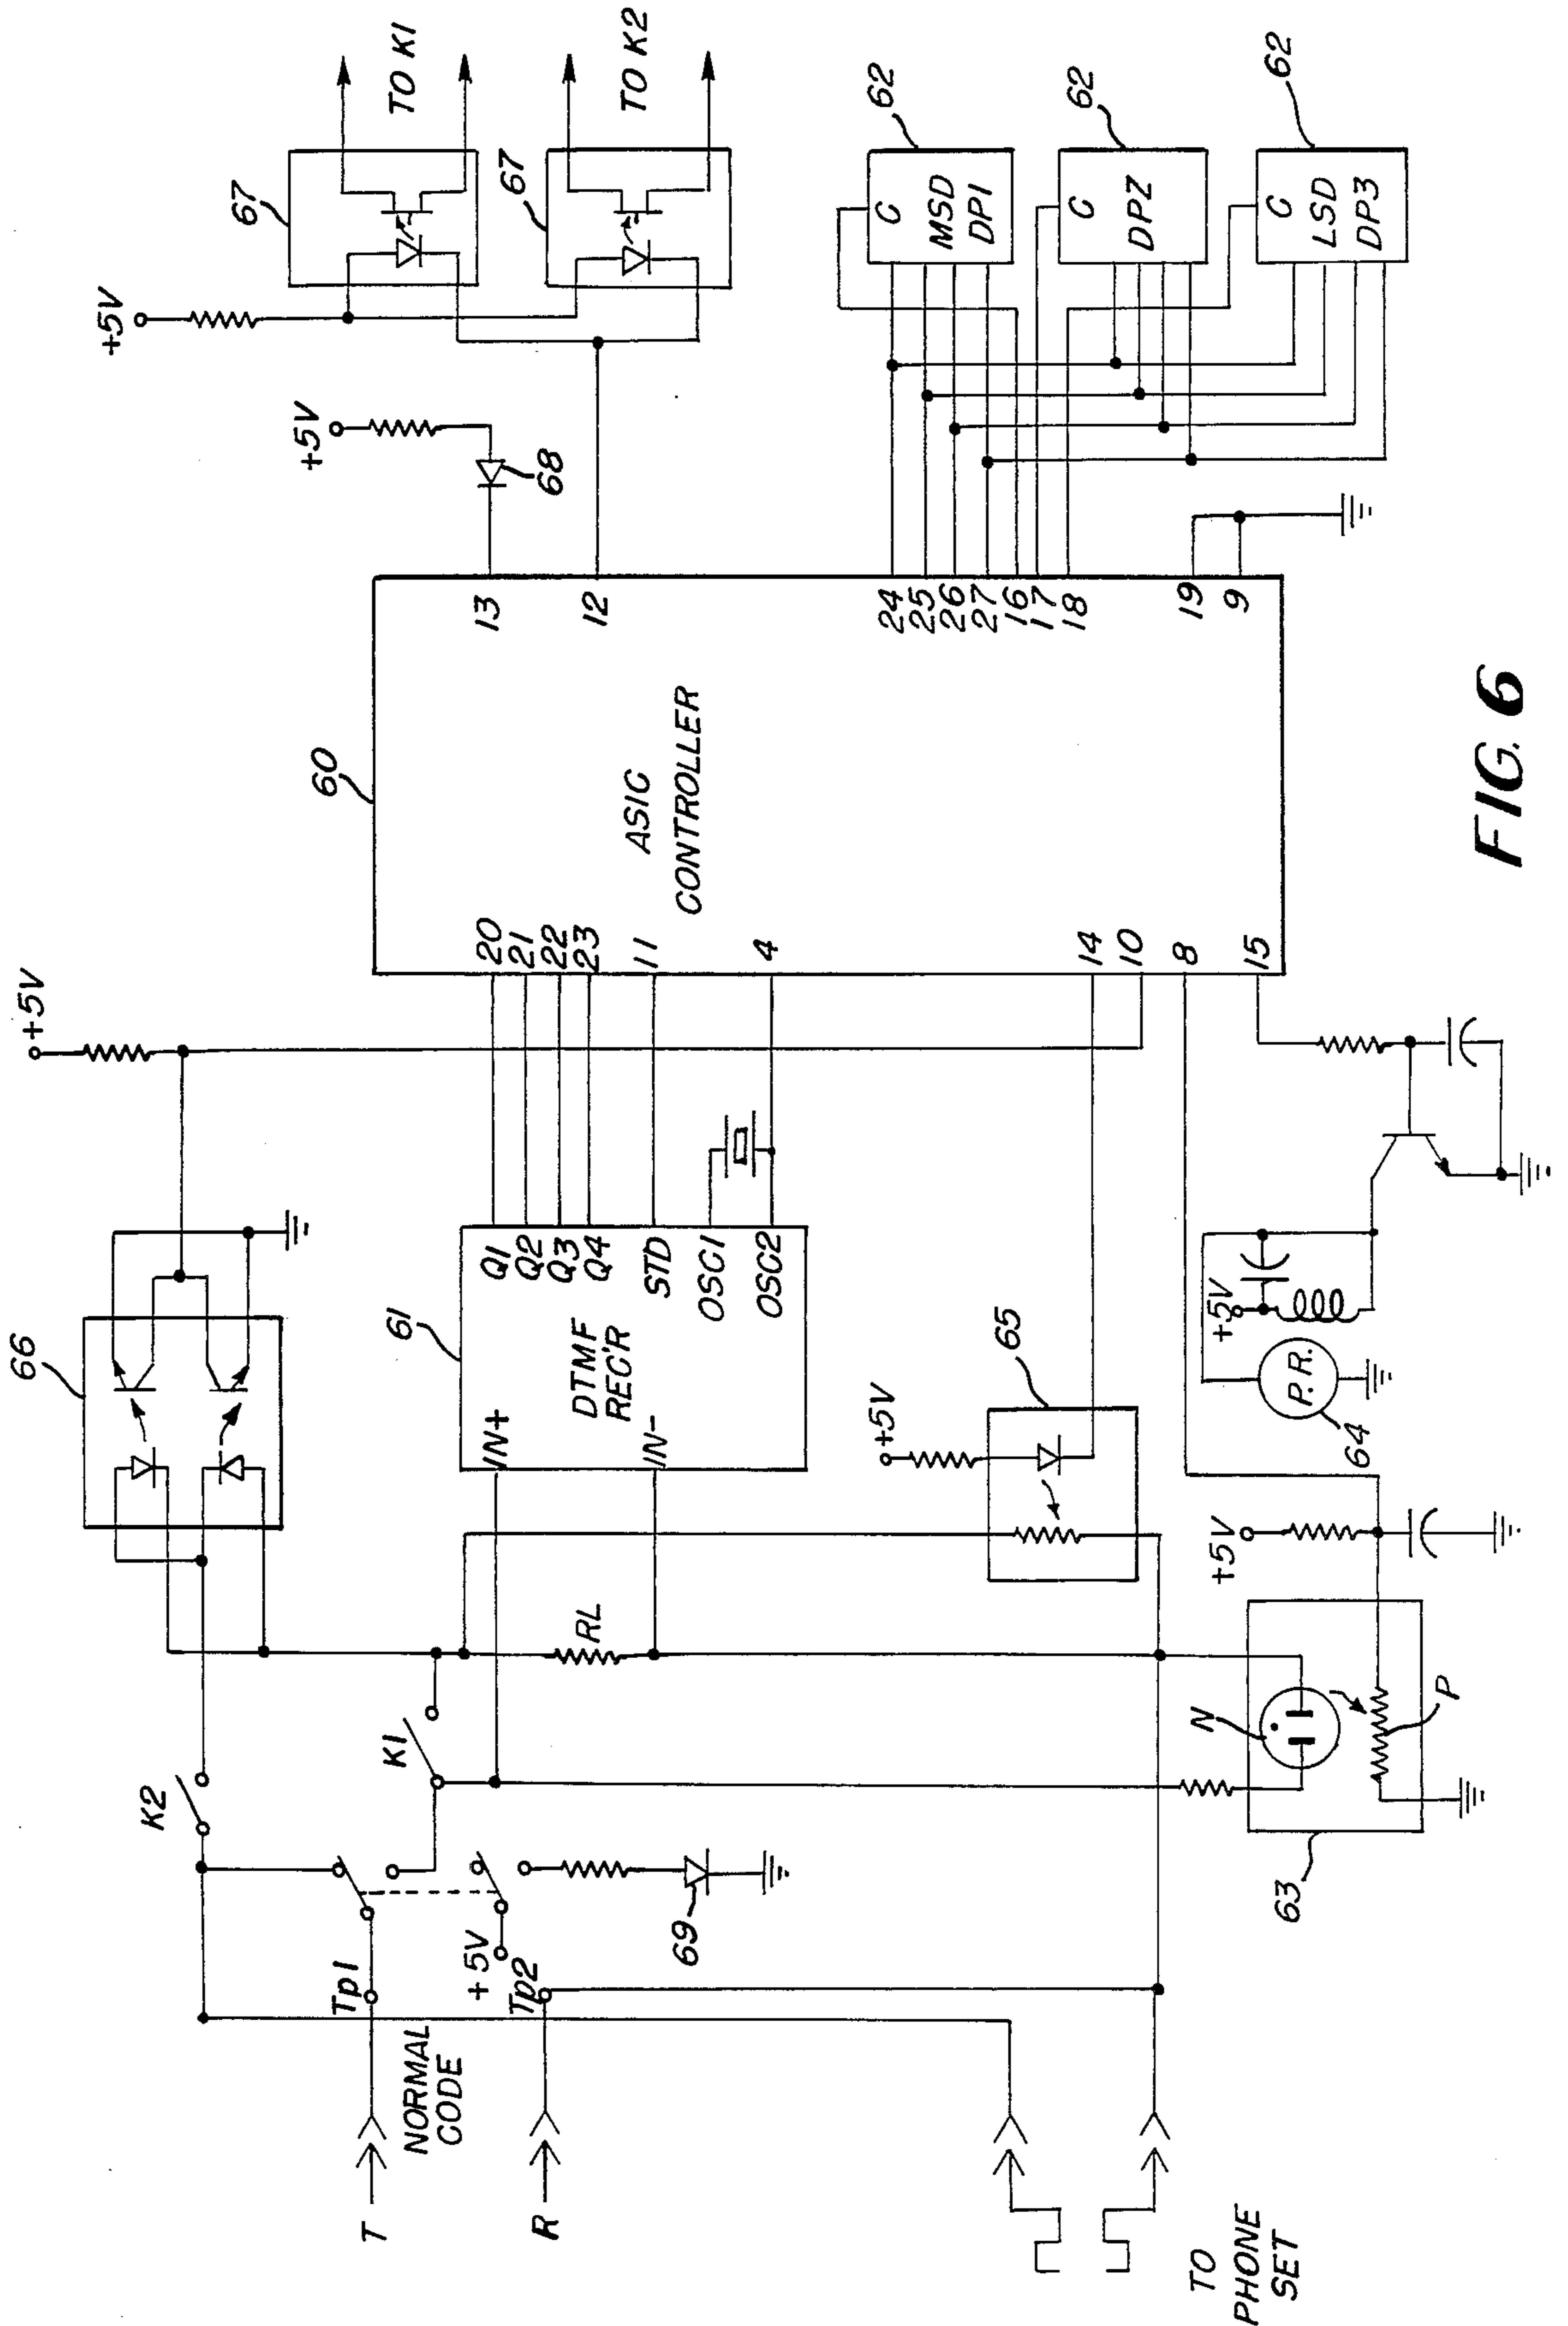 T
NORMAL
CODE
R
TO
PHONE
SET
Tp1
+5V
Tp2
K2
K1
69
63
N
P
RL
66
+5V
61
IN+
IN-
DTMF
REC'R
Q1
Q2
Q3
Q4
STD
OSC1
OSC2
+5V
65
+5V
64
P.R.
+5V
60
20
21
22
23
11
4
14
10
8
15
ASIC
CONTROLLER
13
12
24
25
26
27
16
17
18
19
9
+5V
68
+5V
67
TO K1
67
TO K2
62
C
MSD
DP1
62
C
DPZ
62
C
LSD
DP3
FIG. 6